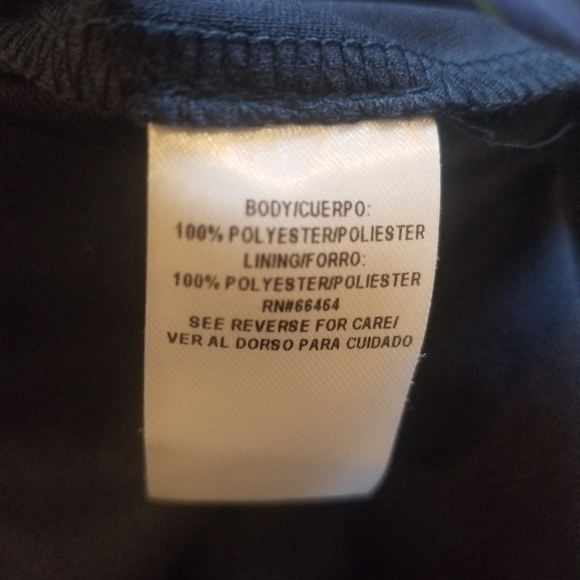 BODY/CUERPO:
100% POLYESTER/POLIESTER
LINING/FORRO:
100% POLYESTER/POLIESTER
RN#66464
SEE REVERSE FOR CARE/
VER AL DORSO PARA CUIDADO